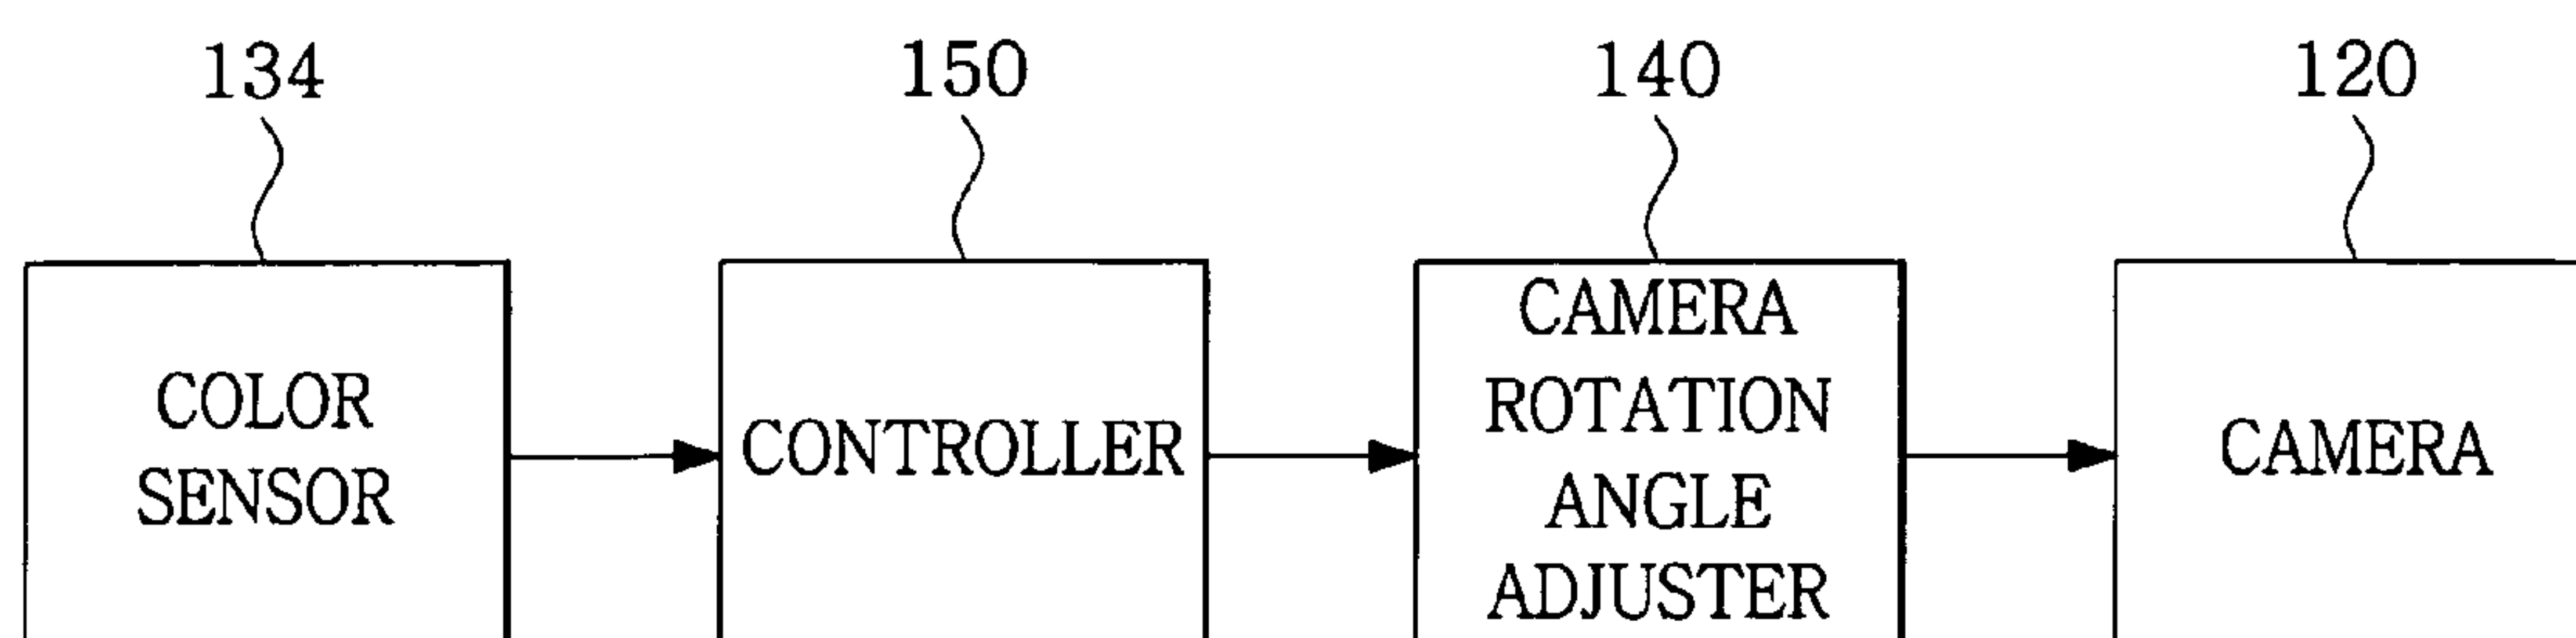 134
150
140
120
COLOR
SENSOR
CONTROLLER
CAMERA
ROTATION
ANGLE
ADJUSTER
CAMERA